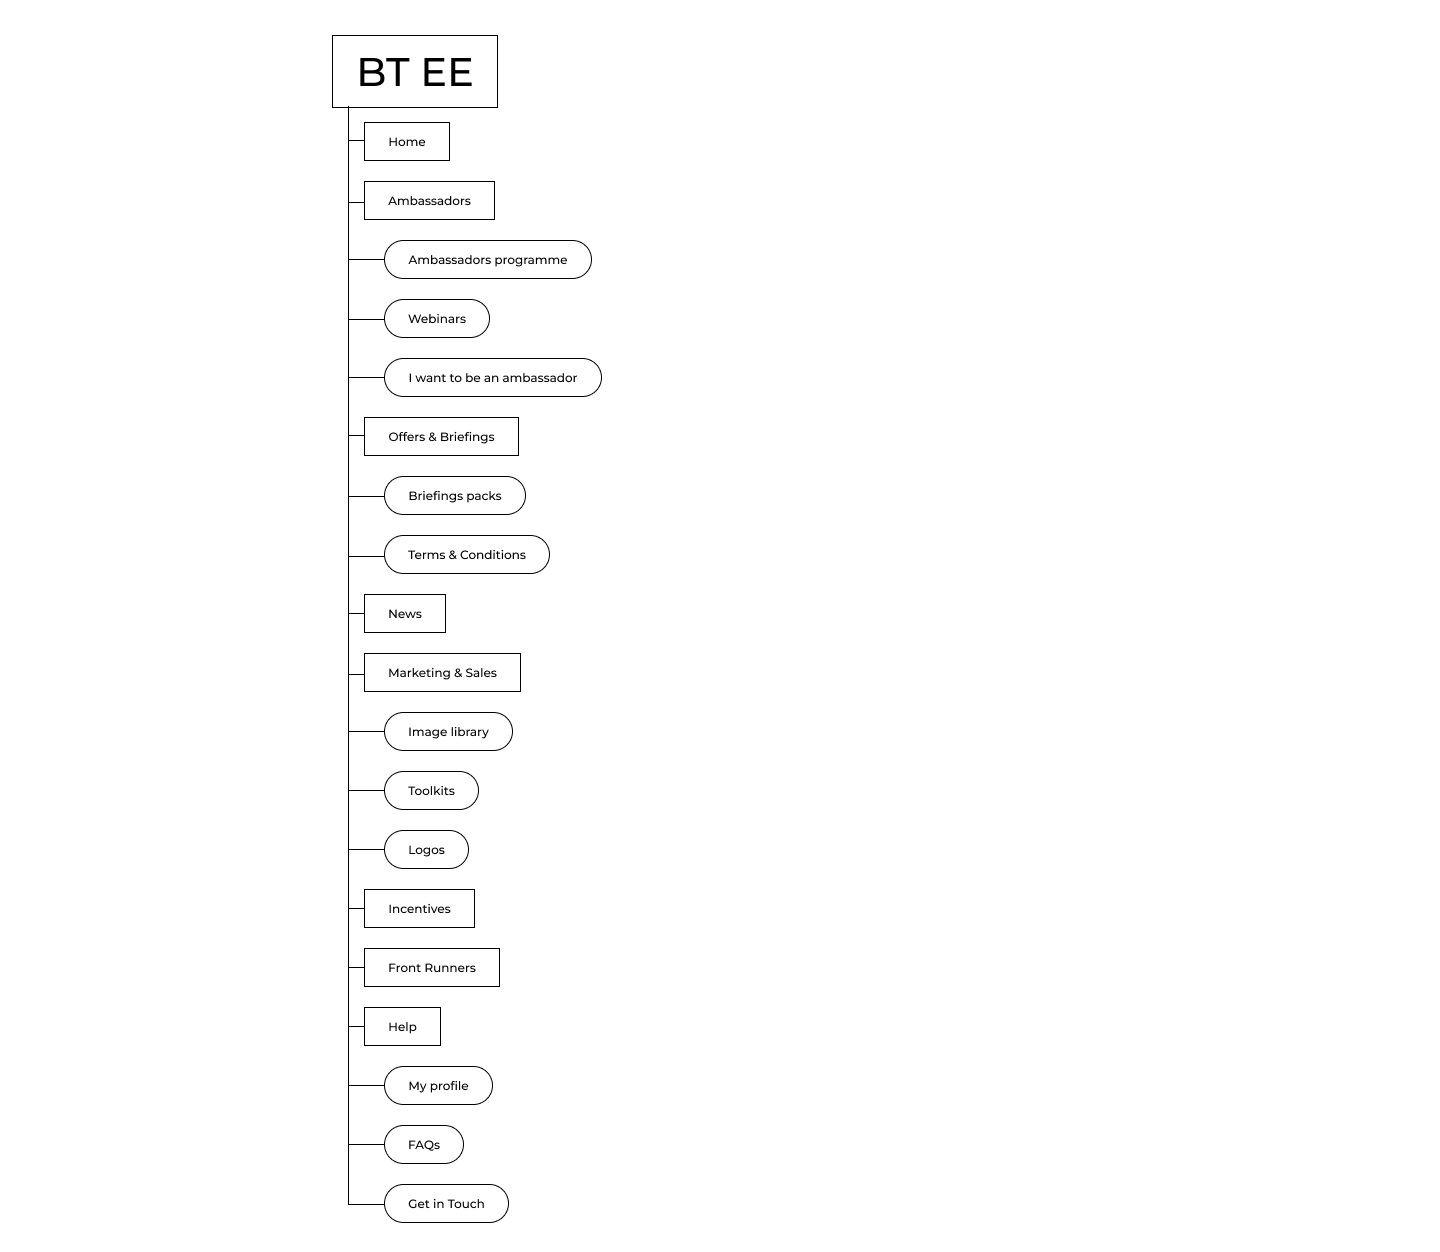 BT EE
Home
Ambassadors
Ambassadors programme
Webinars
I want to be an ambassador
Offers & Briefings
Briefings packs
Terms & Conditions
News
Marketing & Sales
Image library
Toolkits
Logos
Incentives
Front Runners
Help
My profile
FAQs
Get in Touch